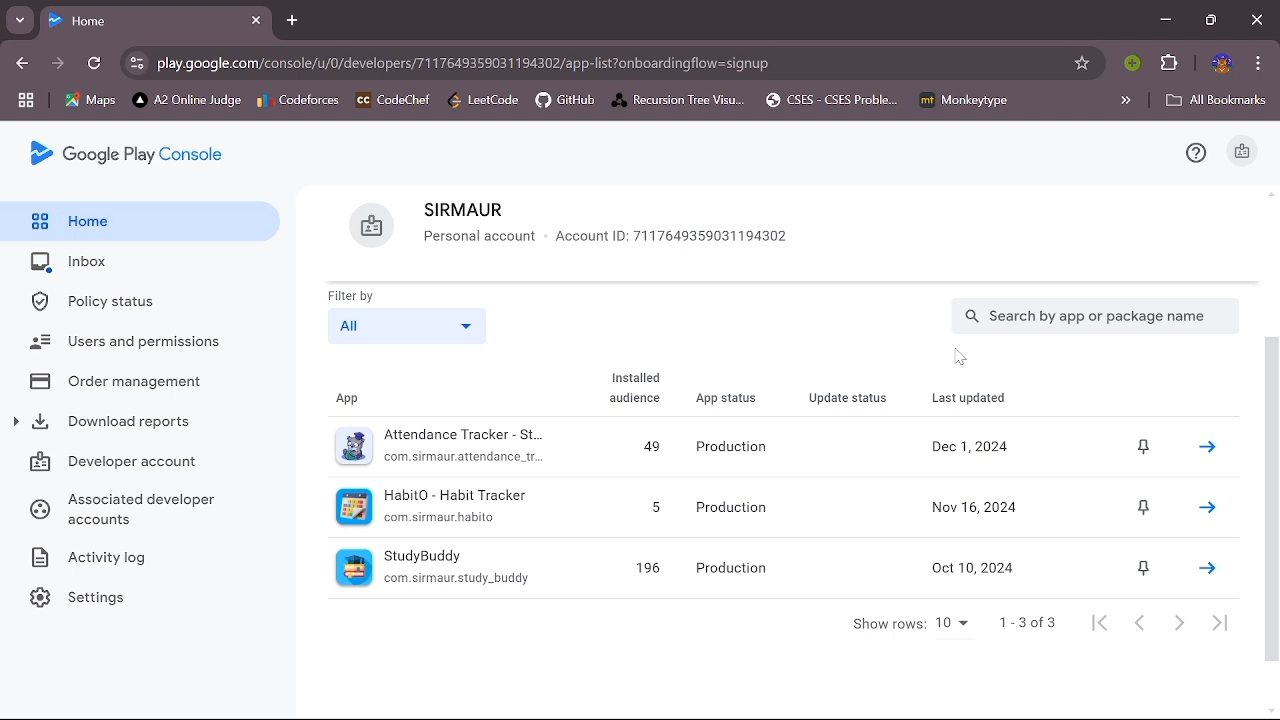 Home
play.google.com/console/u/0/developers/7117649359031194302/app-list?onboardingflow=signup
Maps
A2 Online Judge
Codeforces
CC CodeChef
LeetCode
GitHub
Recursion Tree Visu...
CSES - CSES Proble...
mt Monkeytype
All Bookmarks
Google Play Console
Home
Inbox
Policy status
Users and permissions
Order management
Download reports
Developer account
Associated developer
accounts
Activity log
Settings
SIRMAUR
Personal account · Account ID: 7117649359031194302
Filter by
All
Search by app or package name
App
Installed
audience
App status
Update status
Last updated
Attendance Tracker - St...
com.sirmaur.attendance_tr...
49
Production
Dec 1, 2024
HabitO - Habit Tracker
com.sirmaur.habito
5
Production
Nov 16, 2024
StudyBuddy
com.sirmaur.study_buddy
196
Production
Oct 10, 2024
Show rows: 10
1 - 3 of 3